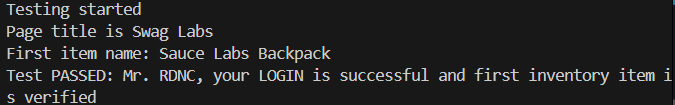 Testing started
Page title is Swag Labs
First item name: Sauce Labs Backpack
Test PASSED: Mr. RDNC, your LOGIN is successful and first inventory item i
s verified